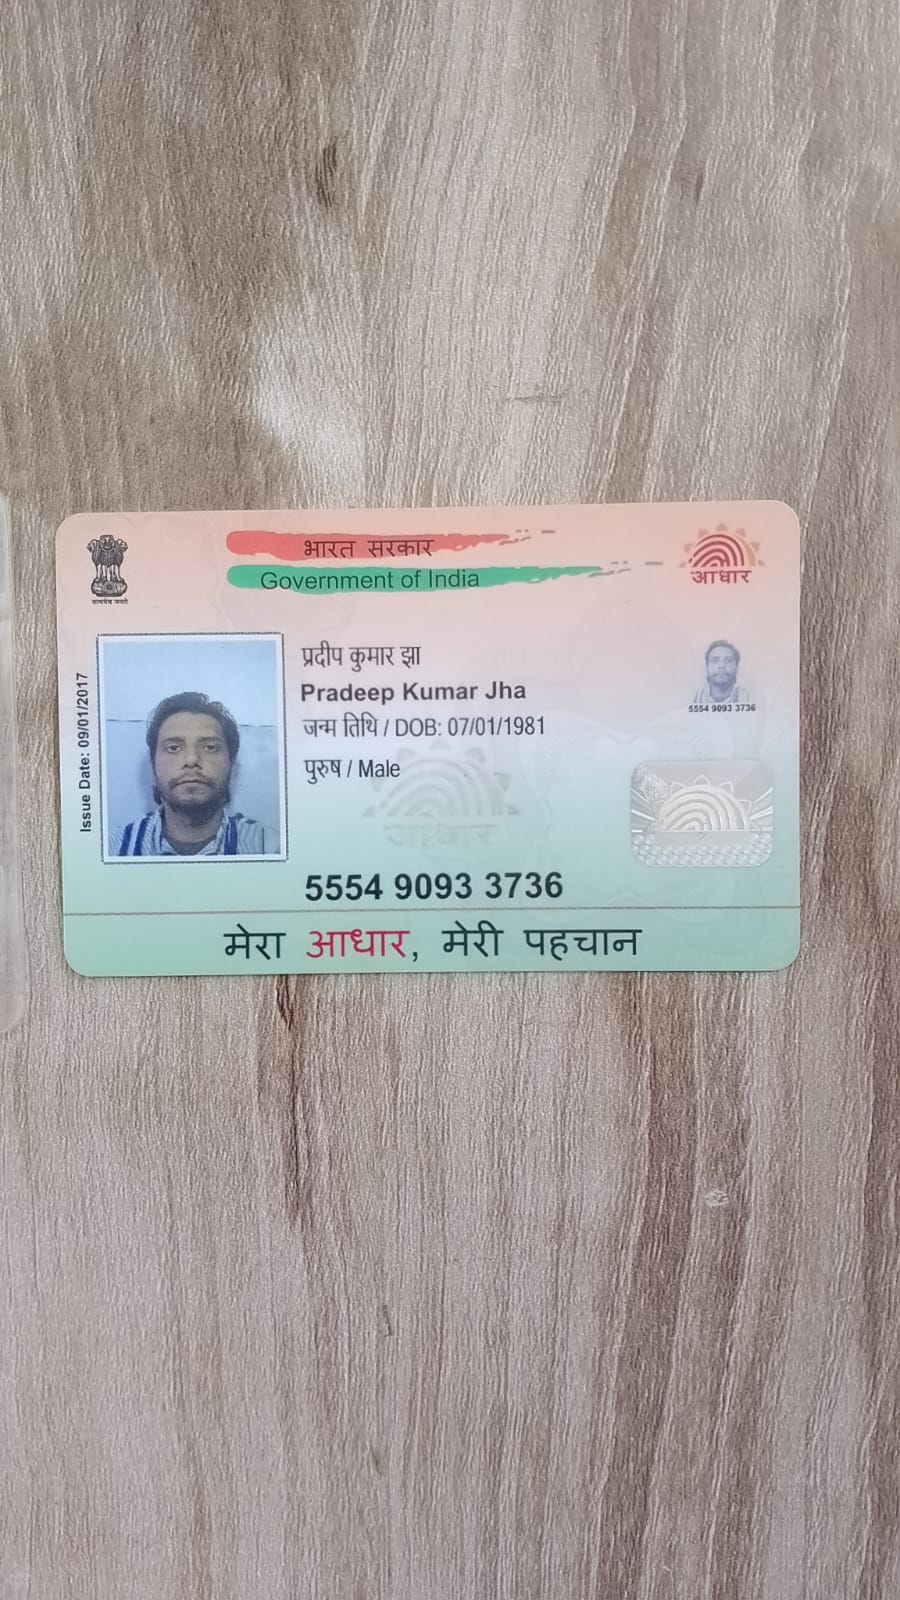 भारत सरकार
Government of India
सत्यमेव जयते
आधार
Issue Date: 09/01/2017
प्रदीप कुमार झा
Pradeep Kumar Jha
जन्म तिथि / DOB: 07/01/1981
पुरुष / Male
5554 9093 3736
आधार
5554 9093 3736
मेरा आधार, मेरी पहचान